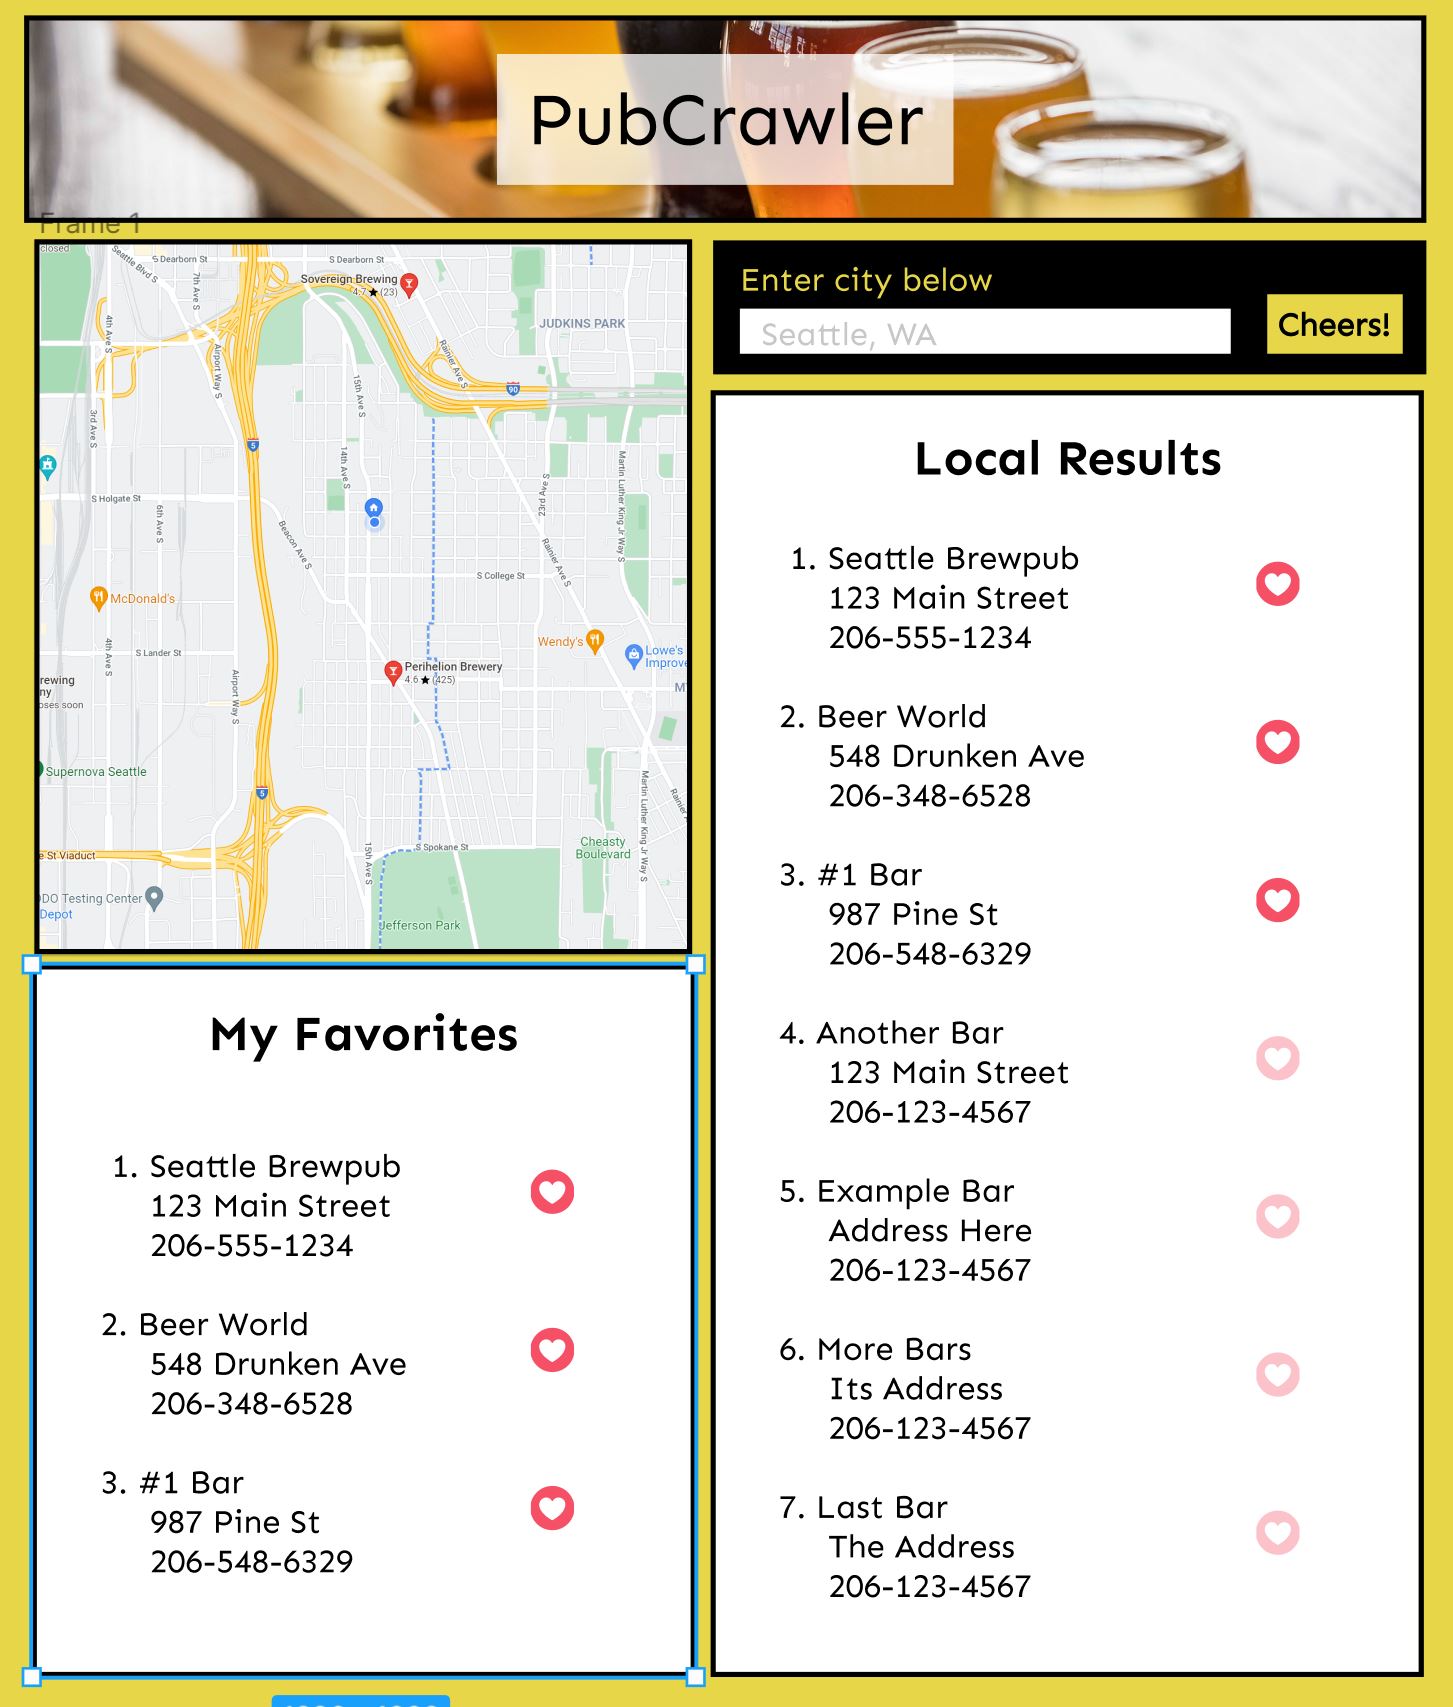 PubCrawler
Frame 1
closed
Seattle Blvd S
S Dearborn St
S Dearborn St
7th Ave S
Sovereign Brewing
4.7★(23)
JUDKINS PARK
4th Ave S
Airport Way S
Rainier Ave S
15th Ave S
90
3rd Ave S
5
14th Ave S
Martin Luther King Jr Way S
23rd Ave S
S Holgate St
6th Ave S
Beacon Ave S
Rainier Ave S
S College St
McDonald's
4th Ave S
S Lander St
Wendy's
Lowe's
Improve
Perihelion Brewery
4.6★(425)
Airport Way S
rewing
ny
oses soon
Supernova Seattle
5
Martin Luther King Jr Way S
Cheasty
Boulevard
S Spokane St
15th Ave S
e St Viaduct
DO Testing Center
Depot
Jefferson Park
Enter city below
Seattle, WA
Cheers!
My Favorites
1. Seattle Brewpub
123 Main Street
206-555-1234
2. Beer World
548 Drunken Ave
206-348-6528
3. #1 Bar
987 Pine St
206-548-6329
Local Results
1. Seattle Brewpub
123 Main Street
206-555-1234
2. Beer World
548 Drunken Ave
206-348-6528
3. #1 Bar
987 Pine St
206-548-6329
4. Another Bar
123 Main Street
206-123-4567
5. Example Bar
Address Here
206-123-4567
6. More Bars
Its Address
206-123-4567
7. Last Bar
The Address
206-123-4567